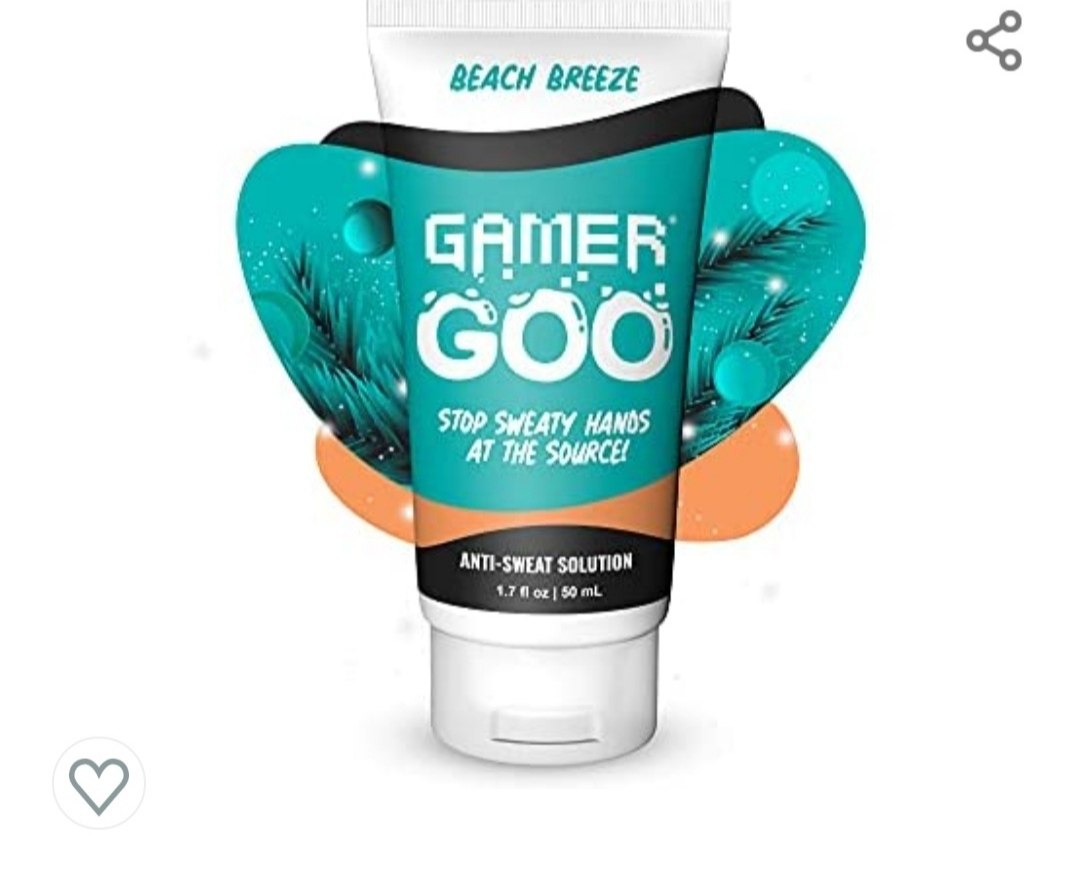 BEACH BREEZE
GAMER®
GOO
STOP SWEATY HANDS
AT THE SOURCE!
ANTI-SWEAT SOLUTION
1.7 fl oz | 50 mL